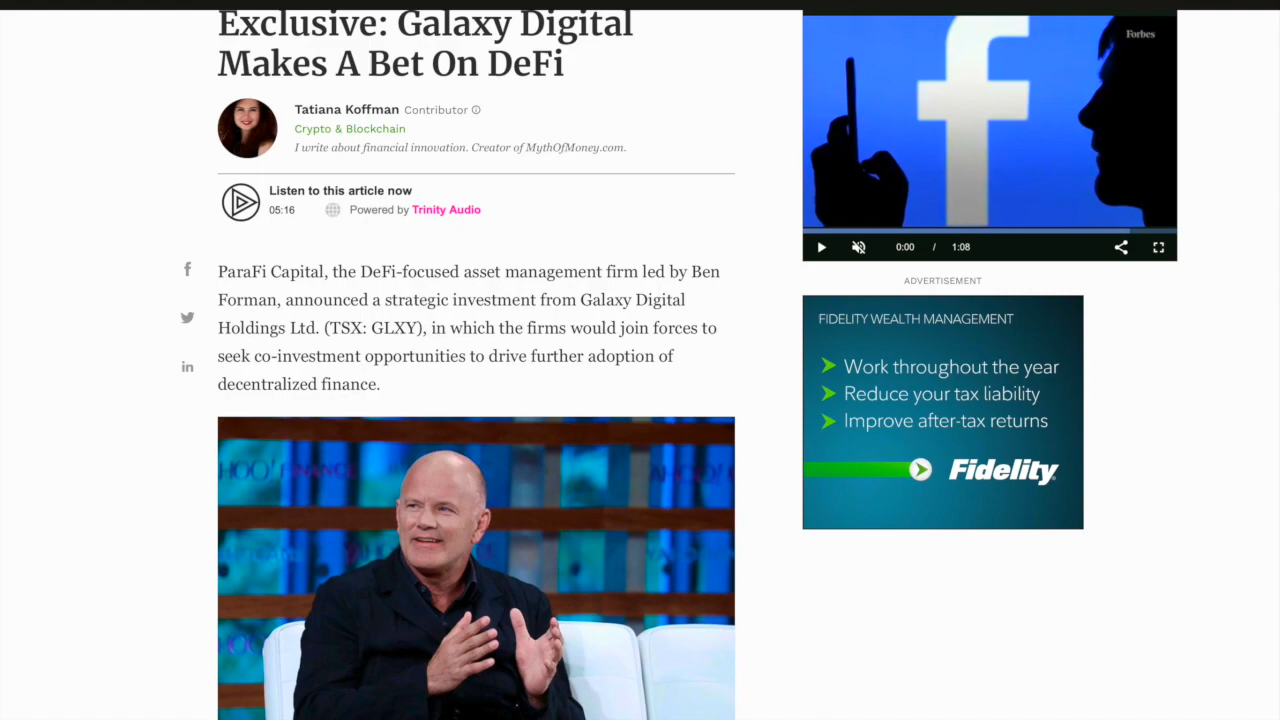 Exclusive: Galaxy Digital
Makes A Bet On DeFi
Tatiana Koffman Contributor
Crypto & Blockchain
I write about financial innovation. Creator of MythOfMoney.com.
Listen to this article now
05:16 Powered by Trinity Audio
ParaFi Capital, the DeFi-focused asset management firm led by Ben
Forman, announced a strategic investment from Galaxy Digital
Holdings Ltd. (TSX: GLXY), in which the firms would join forces to
seek co-investment opportunities to drive further adoption of
decentralized finance.
HOO! FINANCE
Forbes
0:00 / 1:08
ADVERTISEMENT
FIDELITY WEALTH MANAGEMENT
Work throughout the year
Reduce your tax liability
Improve after-tax returns
Fidelity